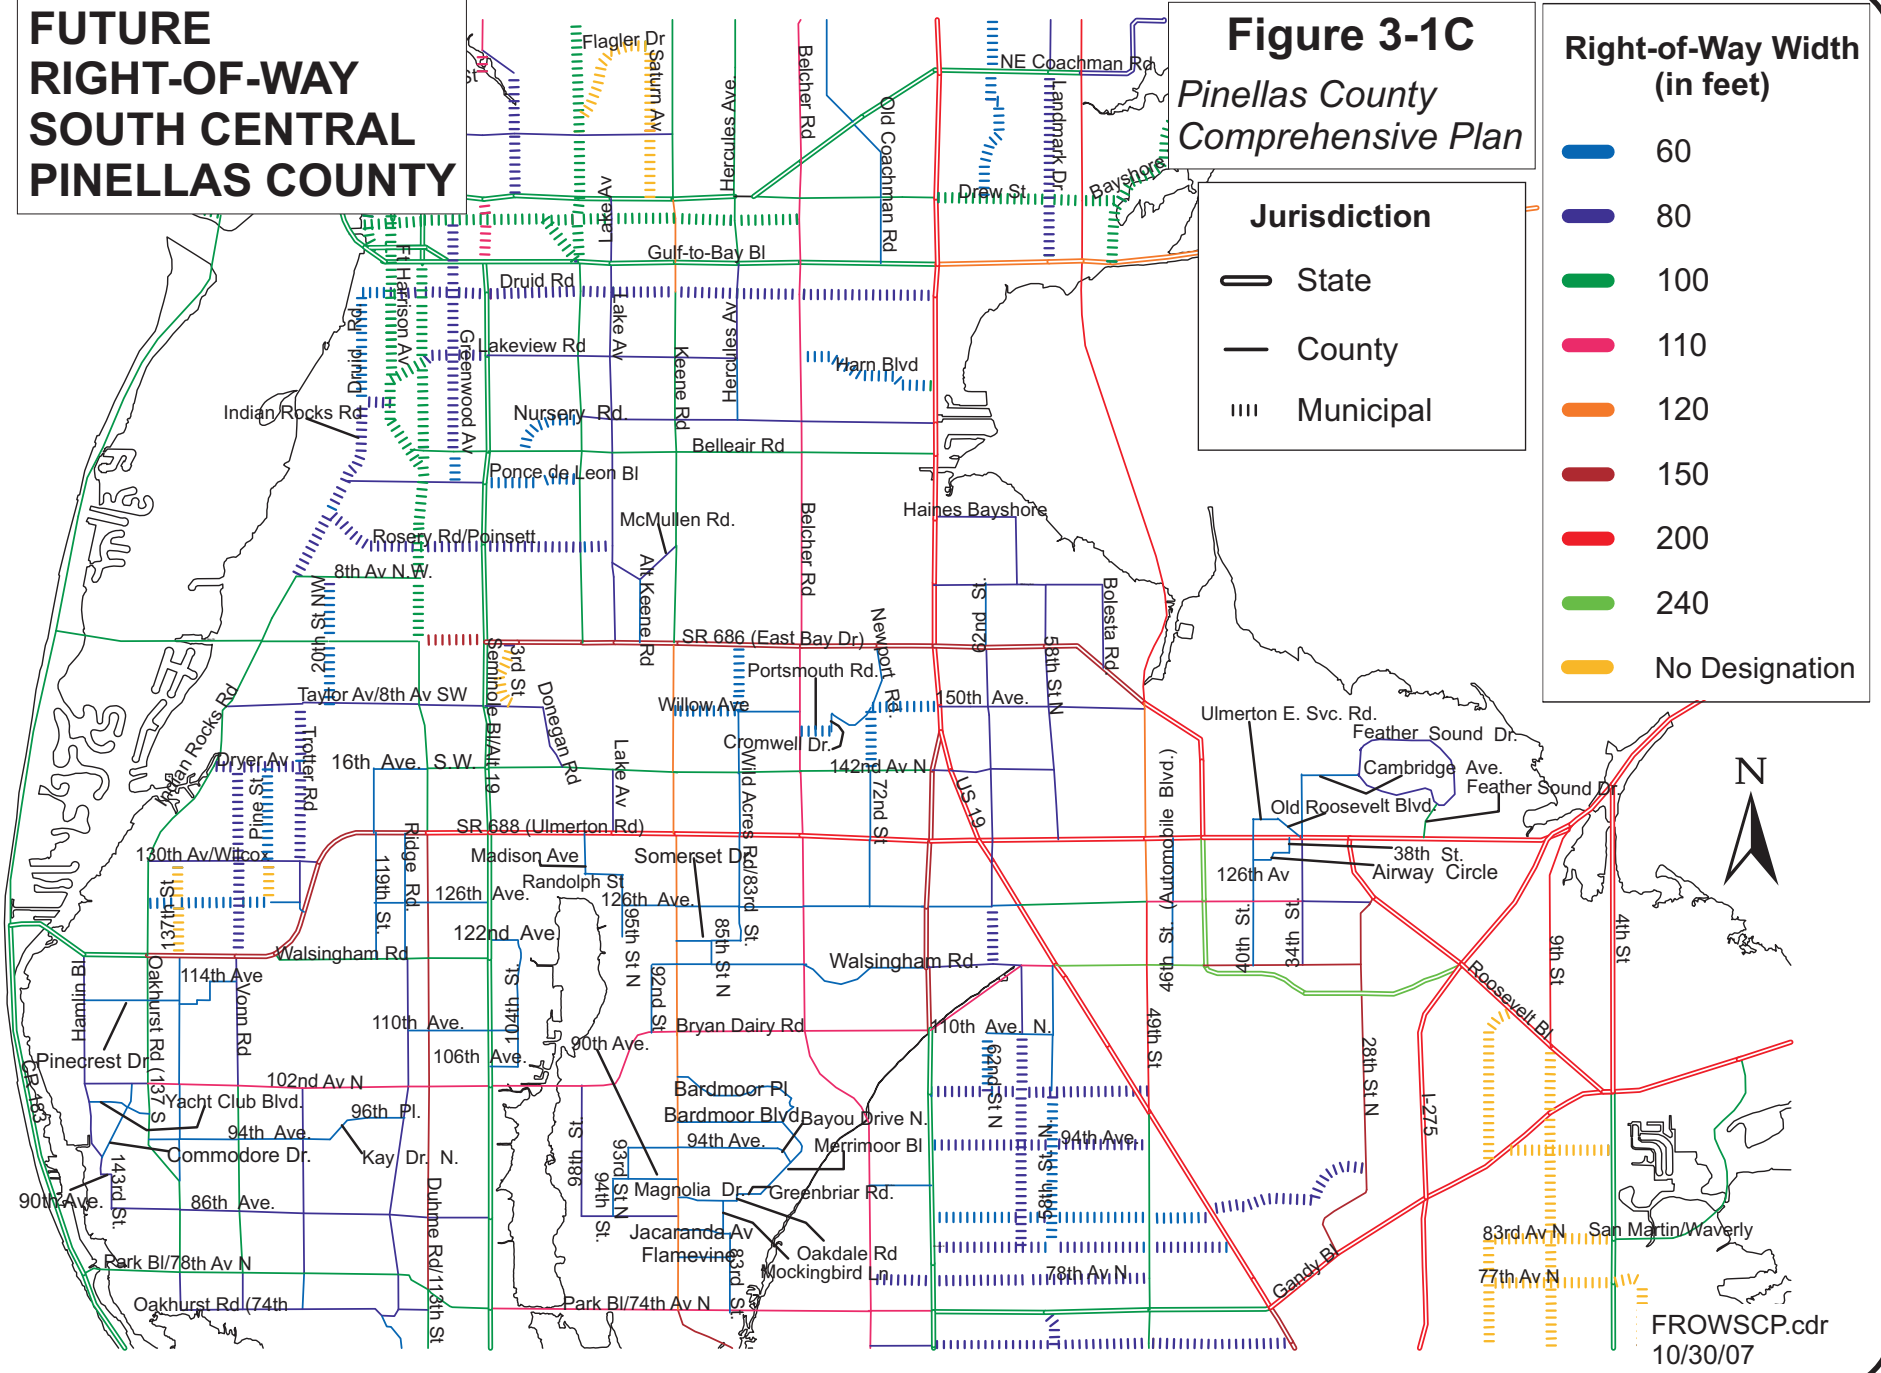 FUTURE
RIGHT-OF-WAY
SOUTH CENTRAL
PINELLAS COUNTY
Figure 3-1C
Pinellas County
Comprehensive Plan
Right-of-Way Width
(in feet)
60
80
100
110
120
150
200
240
No Designation
Jurisdiction
State
County
Municipal
St
Flagler Dr
Saturn Av
Hercules Ave.
Belcher Rd
Old Coachman Rd
NE Coachman Rd
Landmark Dr
Bayshore
Drew St
Lake Av
Gulf-to-Bay Bl
Ft Harrison Av
Druid Rd
Druid Rd
Lake Av
Hercules Av
Greenwood Av
Lakeview Rd
Keene Rd
Harn Blvd
Indian Rocks Rd
Nursery Rd.
Belleair Rd
Ponce de Leon Bl
McMullen Rd.
Belcher Rd
Haines Bayshore
Rosery Rd/Poinsett
8th Av N.W.
Alt Keene Rd
20th St NW
62nd St.
Bolesta Rd
58th St N
Newport Rd.
SR 686 (East Bay Dr)
Seminole Bl/Alt 19
3rd St.
Portsmouth Rd.
Donegan Rd
Taylor Av/8th Av SW
Willow Ave
150th Ave.
Indian Rocks Rd
Trotter Rd
Cromwell Dr.
Ulmerton E. Svc. Rd.
Feather Sound Dr.
Dryer Av
16th Ave. S.W.
Lake Av
Wild Acres Rd/83rd St.
142nd Av N
72nd St
US 19
46th St. (Automobile Blvd.)
Cambridge Ave.
Feather Sound Dr.
Old Roosevelt Blvd.
N
Pine St
SR 688 (Ulmerton Rd)
130th Av/Wilcox
119th St.
Ridge Rd.
Madison Ave
Somerset Dr
38th St.
Airway Circle
126th Av
Randolph St
126th Ave.
126th Ave.
137th St
95th St N
85th St N
40th St.
34th St.
9th St
4th St
122nd Ave.
Walsingham Rd
Walsingham Rd.
Hamlin Bl
Oakhurst Rd (137 S
114th Ave
Vonn Rd
104th St.
92nd St
Roosevelt Bl
110th Ave.
Bryan Dairy Rd
110th Ave. N.
49th St
28th St N
I-275
Pinecrest Dr
106th Ave.
90th Ave.
62nd St N
CR 183
102nd Av N
Bardmoor Pl
Yacht Club Blvd.
96th Pl.
Bardmoor Blvd
Bayou Drive N.
94th Ave.
94th Ave.
94th Ave.
Merrimoor Bl
Commodore Dr.
Kay Dr. N.
98th St.
93rd St N
94th St.
58th St N
143rd St.
Magnolia Dr.
Greenbriar Rd.
90th Ave.
86th Ave.
Duhme Rd/113th St
Jacaranda Av
Oakdale Rd
Flamevine
83rd St.
Mockingbird Ln
83rd Av N
San Martin/Waverly
Park Bl/78th Av N
78th Av N
Gandy Bl
77th Av N
Oakhurst Rd (74th
Park Bl/74th Av N
FROWSCP.cdr
10/30/07